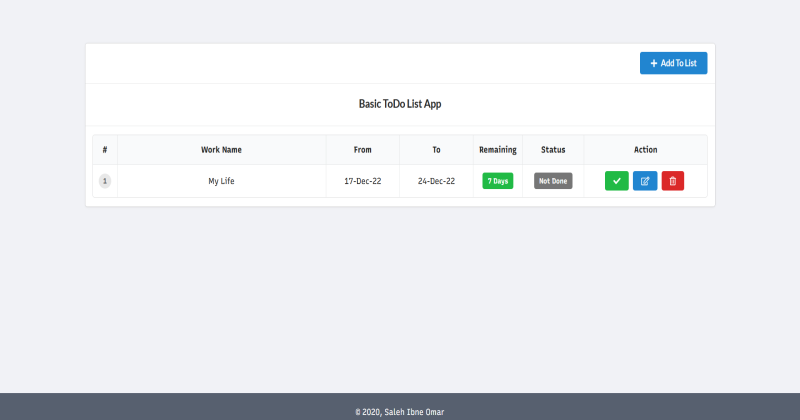 + Add To List
Basic ToDo List App
# Work Name From To Remaining Status Action
1 My Life 17-Dec-22 24-Dec-22 7 Days Not Done
© 2020, Saleh Ibne Omar